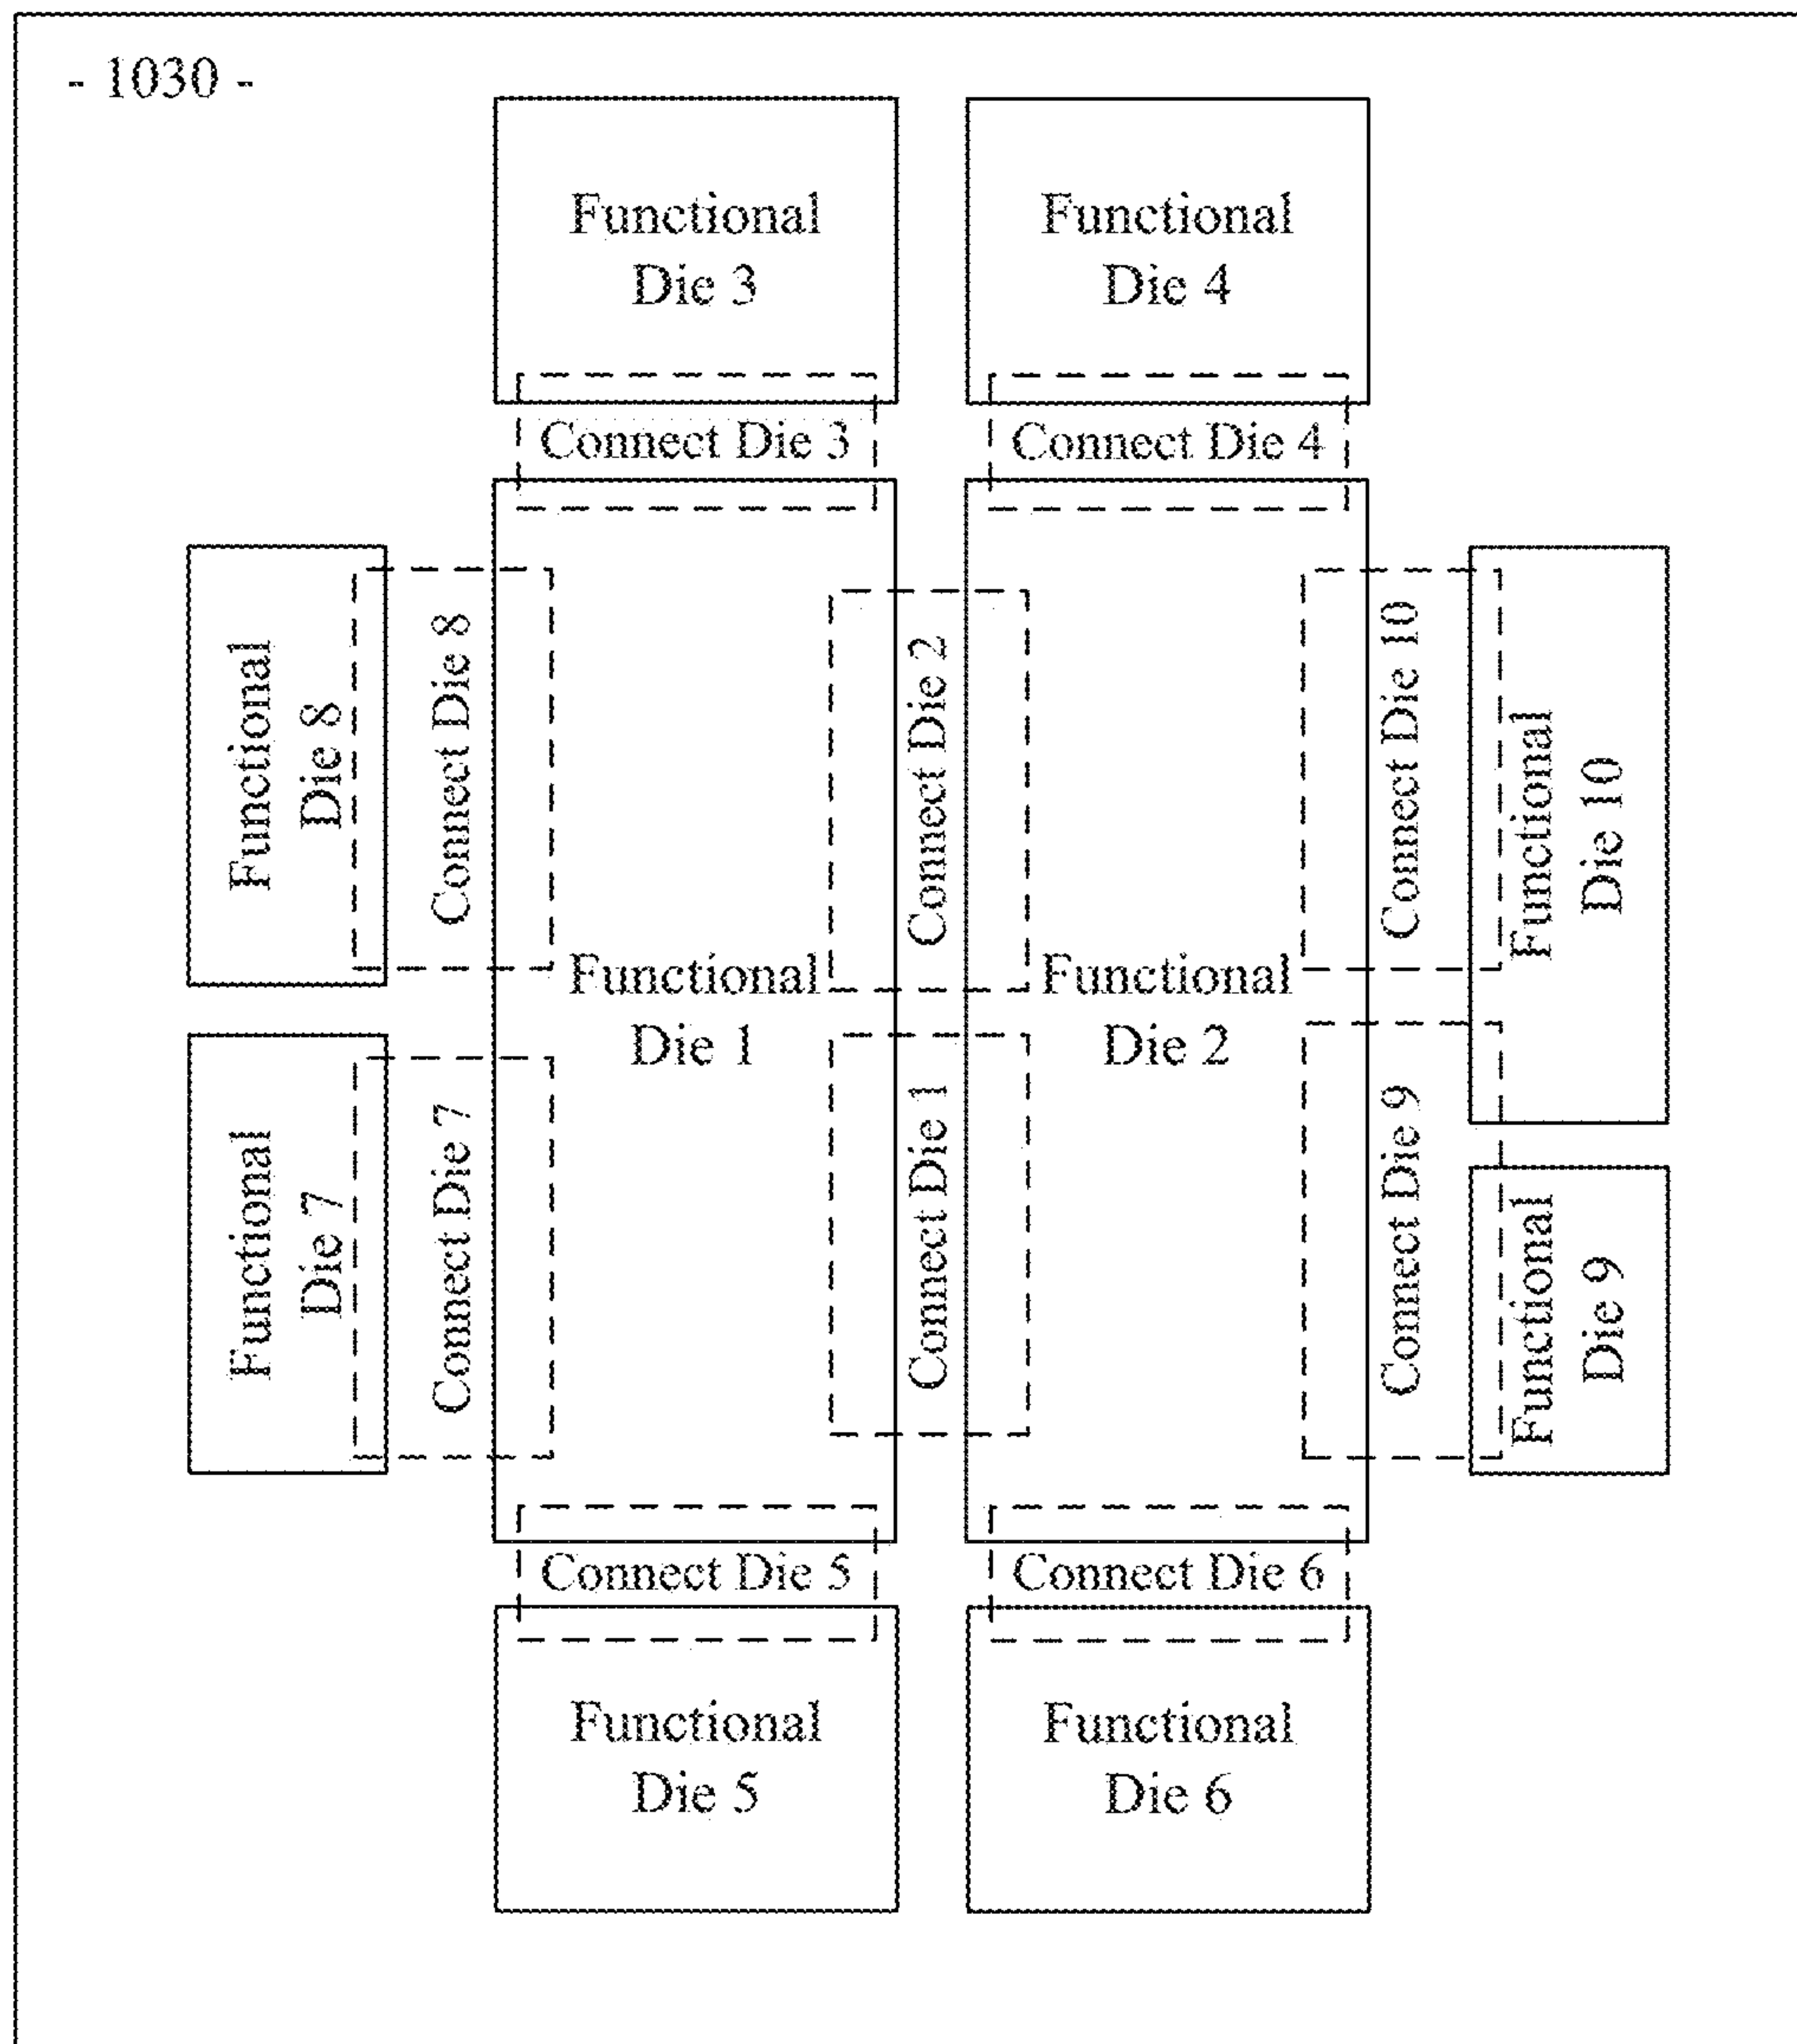 - 1030 -
Functional
Die 3
Functional
Die 4
Connect Die 3
Connect Die 4
Functional
Die 8
Connect Die 8
Connect Die 2
Connect Die 10
Functional
Die 10
Functional
Die 1
Functional
Die 2
Functional
Die 7
Connect Die 7
Connect Die 1
Connect Die 9
Functional
Die 9
Connect Die 5
Connect Die 6
Functional
Die 5
Functional
Die 6